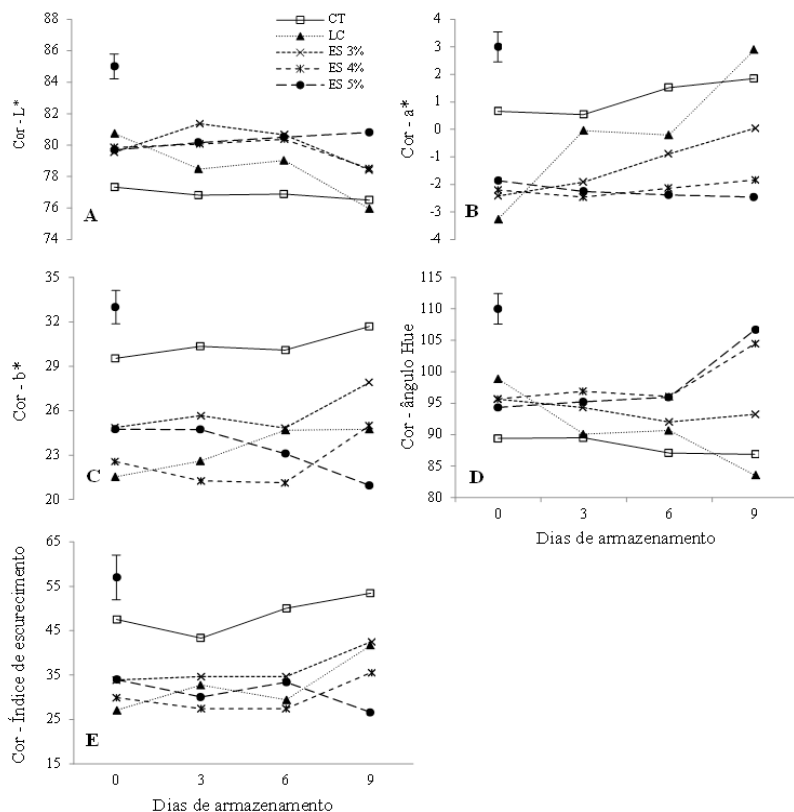 Cor - L*
88
86
84
82
80
78
76
74
A
CT
LC
ES 3%
ES 4%
ES 5%
Cor - a*
4
3
2
1
0
-1
-2
-3
-4
B
Cor - b*
35
32
29
26
23
20
C
Cor - ângulo Hue
115
110
105
100
95
90
85
80
D
0 3 6 9
Dias de armazenamento
Cor - Índice de escurecimento
65
55
45
35
25
15
E
0 3 6 9
Dias de armazenamento